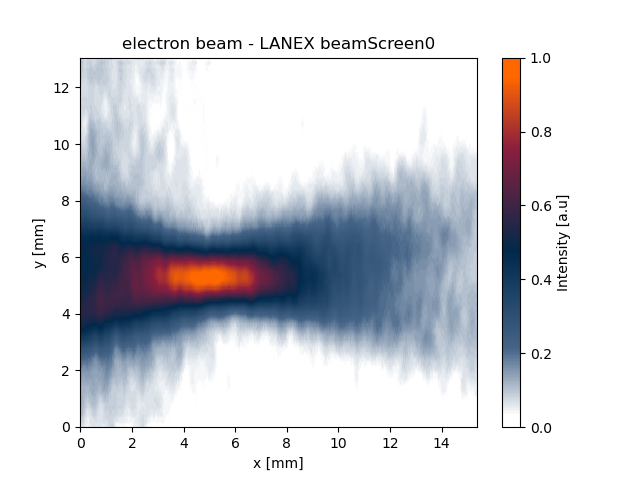 electron beam - LANEX beamScreen0
12
10
8
6
4
2
0
y [mm]
0 2 4 6 8 10 12 14
x [mm]
1.0
0.8
0.6
0.4
0.2
0.0
Intensity [a.u]